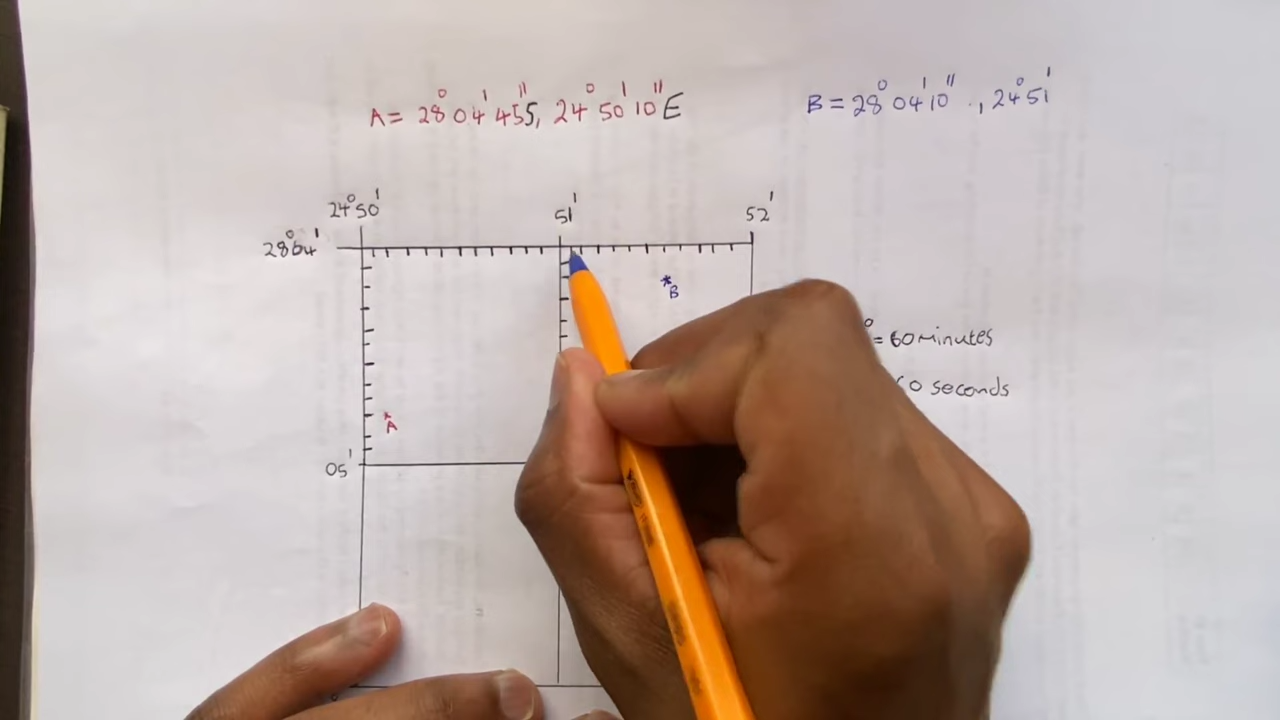 A = 28° 04' 45" S, 24° 50' 10" E
B = 28° 04' 10" , 24° 51'
24° 50'
51'
52'
28° 04'
* B
° = 60 minutes
60 seconds
* A
05'